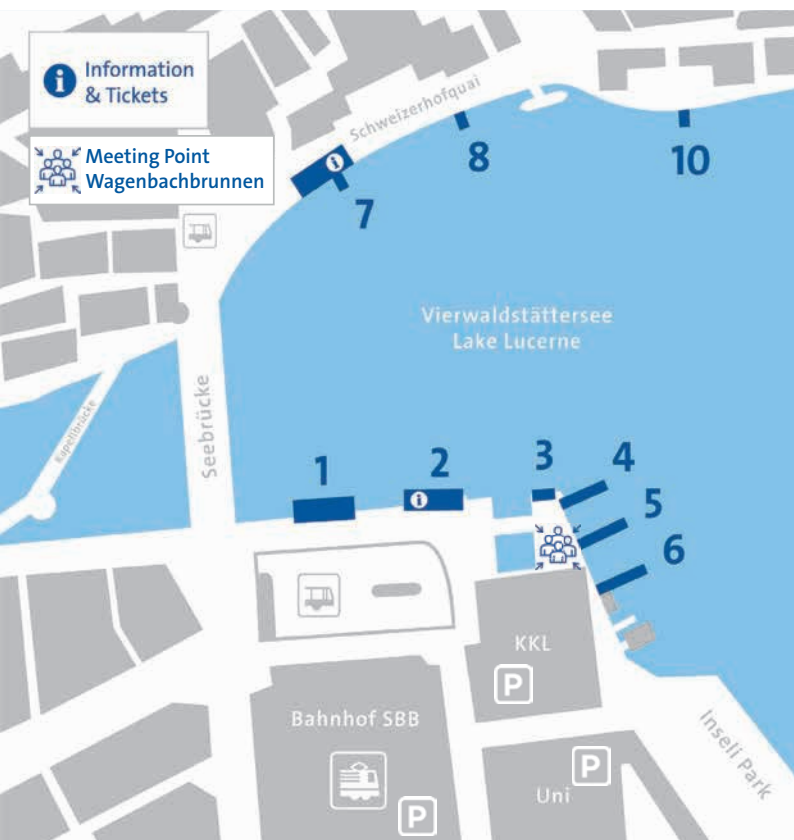 Information
& Tickets
Meeting Point
Wagenbachbrunnen
Schweizerhofquai
8
10
7
Vierwaldstättersee
Lake Lucerne
Seebrücke
Kapellbrücke
1
2
3
4
5
6
KKL
P
Bahnhof SBB
Inseli Park
P
Uni
P